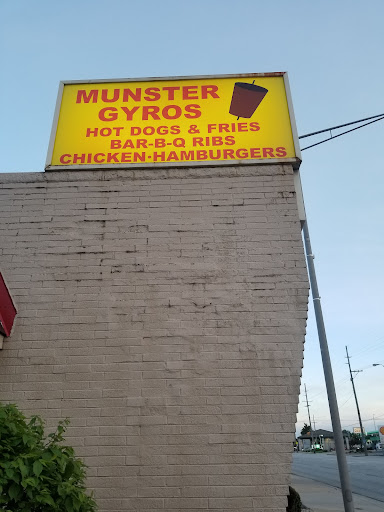 MUNSTER
GYROS
HOT DOGS & FRIES
BAR-B-Q RIBS
CHICKEN·HAMBURGERS